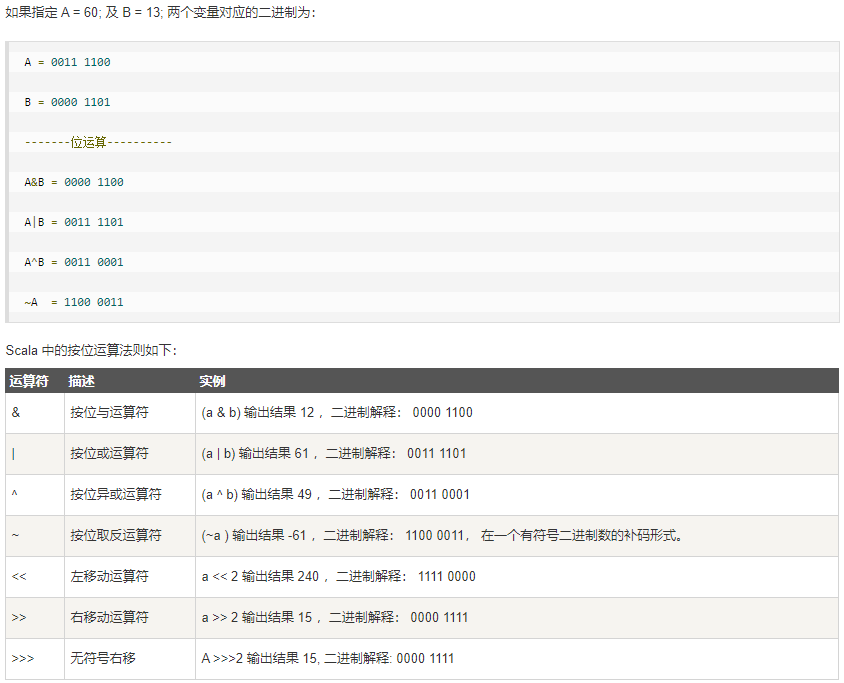 如果指定 A = 60; 及 B = 13; 两个变量对应的二进制为：
A = 0011 1100
B = 0000 1101
-------位运算----------
A&B = 0000 1100
A|B = 0011 1101
A^B = 0011 0001
~A  = 1100 0011
Scala 中的按位运算法则如下：
运算符 描述 实例
& 按位与运算符 (a & b) 输出结果 12 ，二进制解释： 0000 1100
| 按位或运算符 (a | b) 输出结果 61 ，二进制解释： 0011 1101
^ 按位异或运算符 (a ^ b) 输出结果 49 ，二进制解释： 0011 0001
~ 按位取反运算符 (~a ) 输出结果 -61 ，二进制解释： 1100 0011， 在一个有符号二进制数的补码形式。
<< 左移动运算符 a << 2 输出结果 240 ，二进制解释： 1111 0000
>> 右移动运算符 a >> 2 输出结果 15 ，二进制解释： 0000 1111
>>> 无符号右移 A >>>2 输出结果 15, 二进制解释: 0000 1111